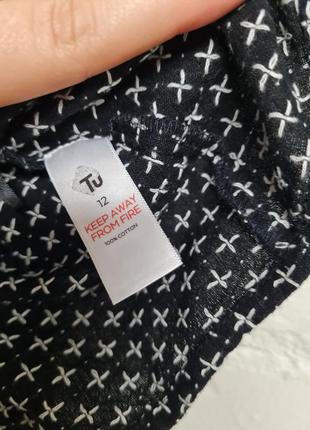 Tu
12
KEEP AWAY
FROM FIRE
100% COTTON